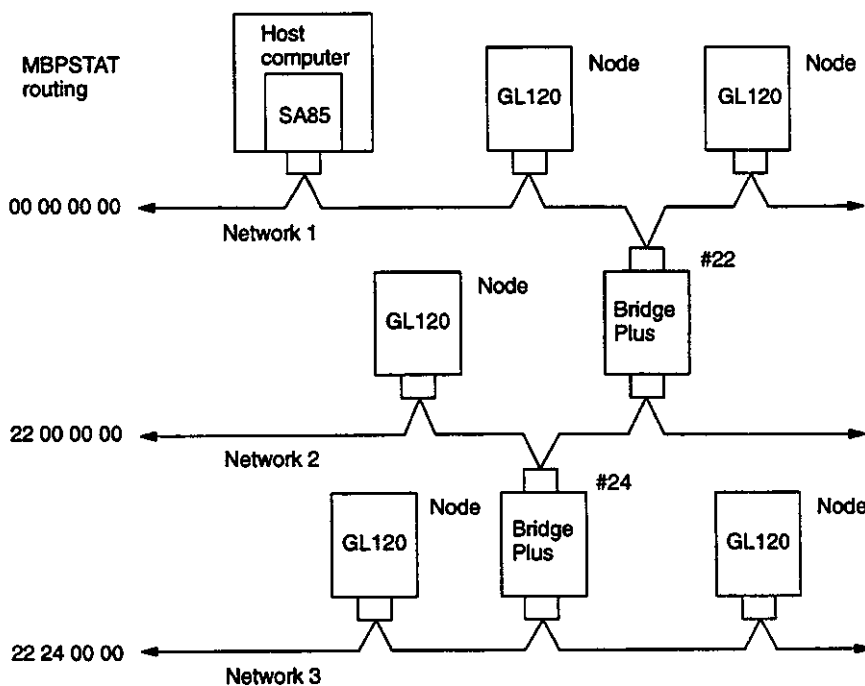 MBPSTAT
routing
Host
computer
SA85
GL120
Node
GL120
Node
00 00 00 00
Network 1
#22
Bridge
Plus
GL120
Node
22 00 00 00
Network 2
#24
Bridge
Plus
GL120
Node
GL120
Node
22 24 00 00
Network 3